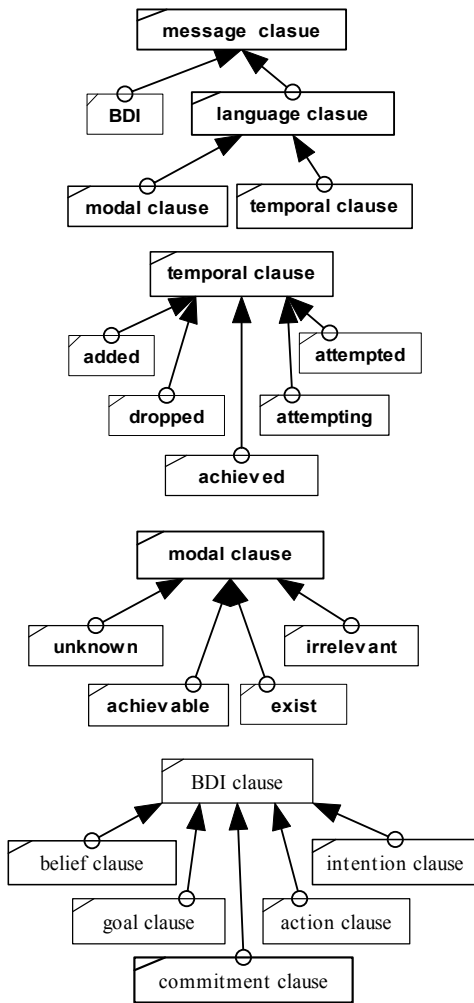 message clasue
BDI
language clasue
modal clause
temporal clause
temporal clause
added
attempted
dropped
attempting
achieved
modal clause
unknown
irrelevant
achievable
exist
BDI clause
belief clause
intention clause
goal clause
action clause
commitment clause